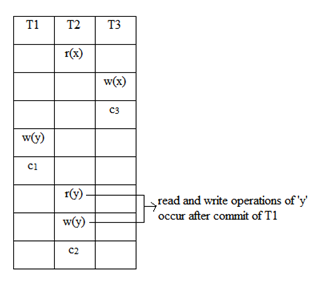 T1 T2 T3
r(x)
w(x)
c3
w(y)
c1
r(y)
w(y)
c2
read and write operations of 'y'
occur after commit of T1